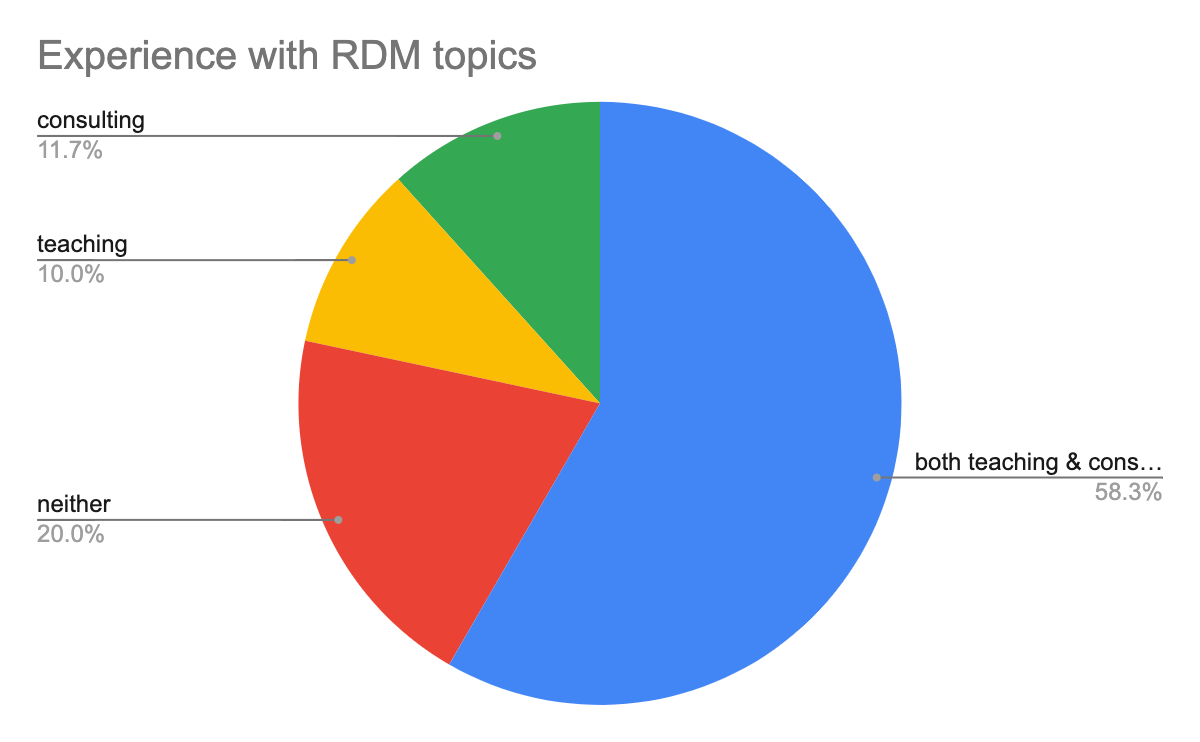 Experience with RDM topics
consulting
11.7%
teaching
10.0%
both teaching & cons…
58.3%
neither
20.0%